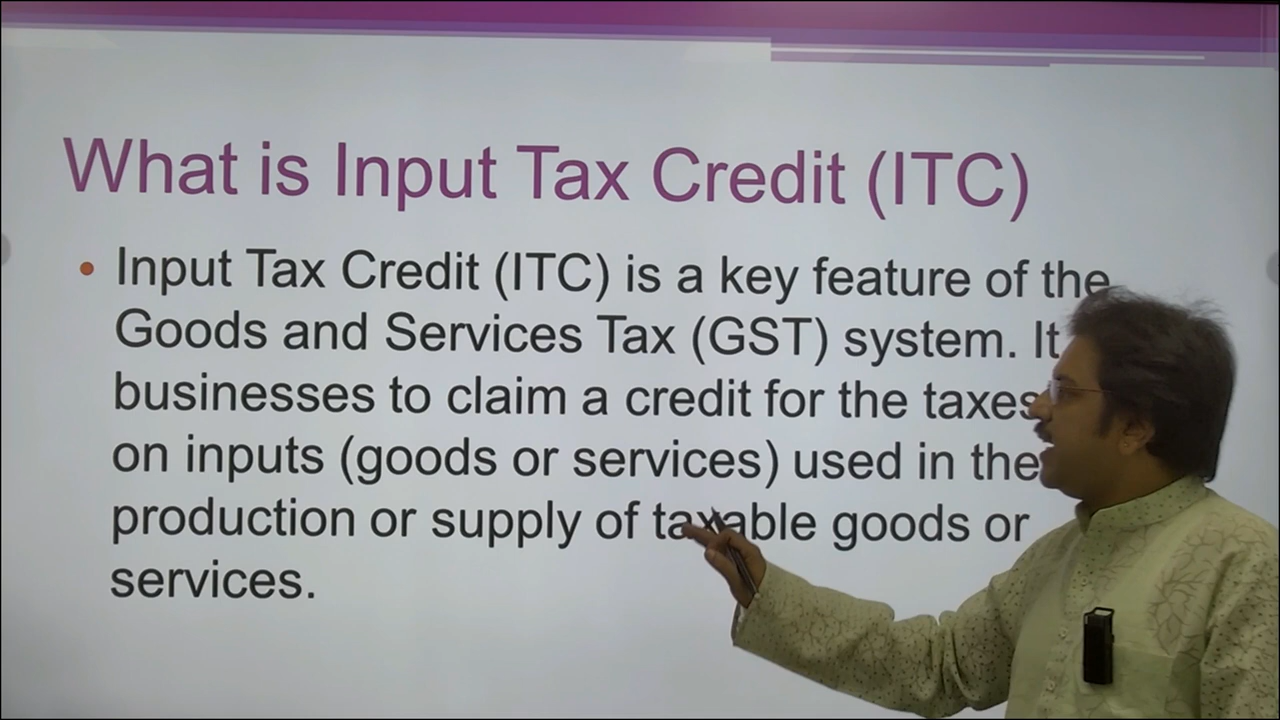 What is Input Tax Credit (ITC)
• Input Tax Credit (ITC) is a key feature of the
Goods and Services Tax (GST) system. It
businesses to claim a credit for the taxes
on inputs (goods or services) used in the
production or supply of taxable goods or
services.